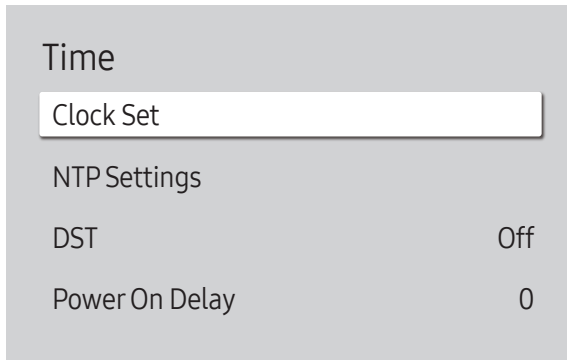 Time
Clock Set
NTP Settings
DST Off
Power On Delay 0